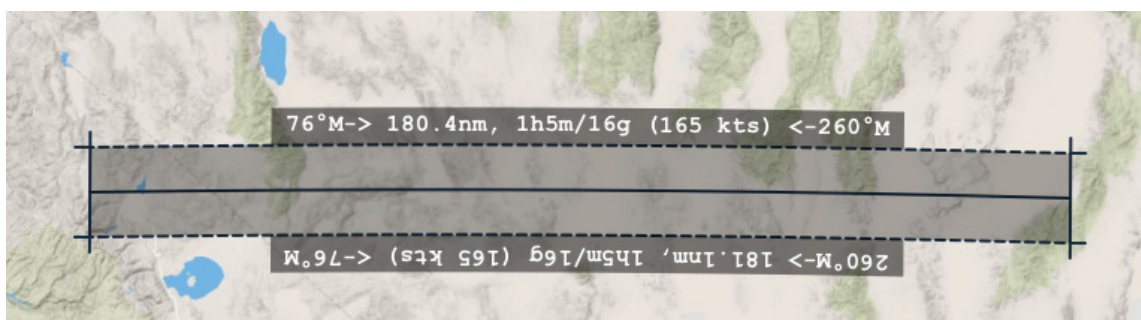 76°M-> 180.4nm, 1h5m/16g (165 kts) <-260°M
260°M-> 181.1nm, 1h5m/16g (165 kts) <-76°M